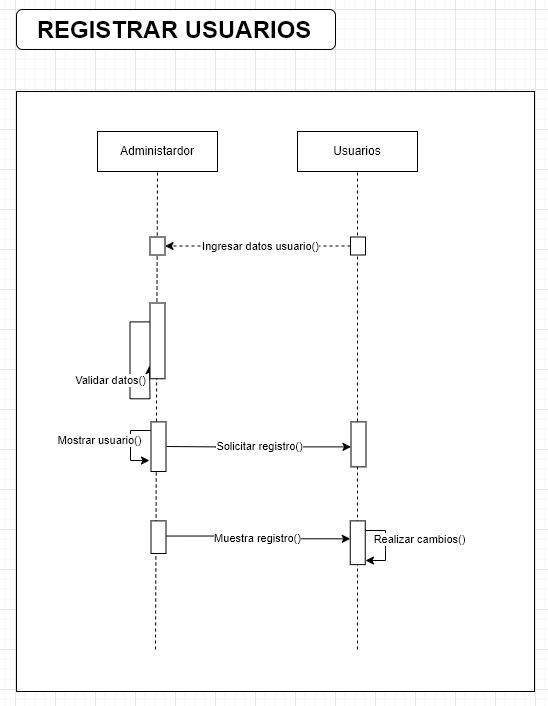 REGISTRAR USUARIOS
Administardor
Usuarios
Ingresar datos usuario()
Validar datos()
Mostrar usuario()
Solicitar registro()
Muestra registro()
Realizar cambios()